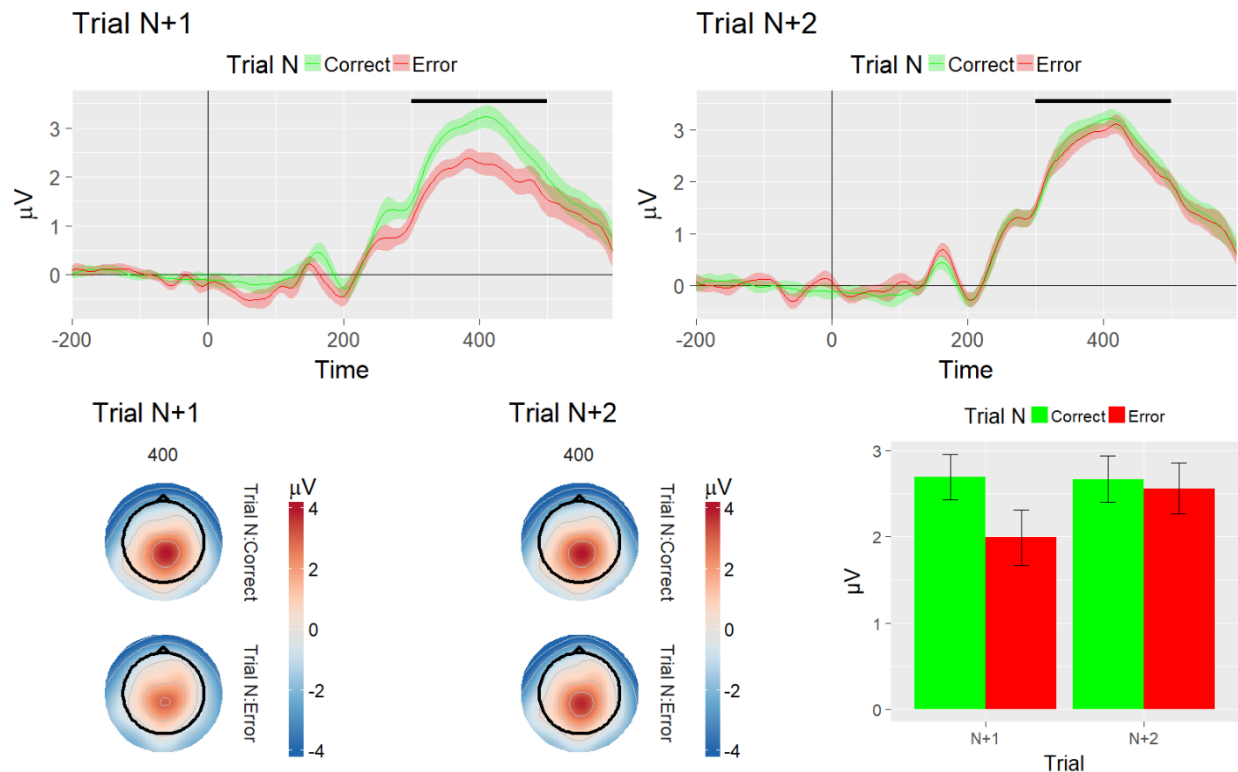 Trial N+1
Trial N Correct Error
μV
3
2
1
0
-200 0 200 400
Time
Trial N+2
Trial N Correct Error
μV
3
2
1
0
-200 0 200 400
Time
Trial N+1
400
Trial N:Correct
Trial N:Error
μV
4
2
0
-2
-4
Trial N+2
400
Trial N:Correct
Trial N:Error
μV
4
2
0
-2
-4
Trial N Correct Error
μV
3
2
1
0
N+1 N+2
Trial